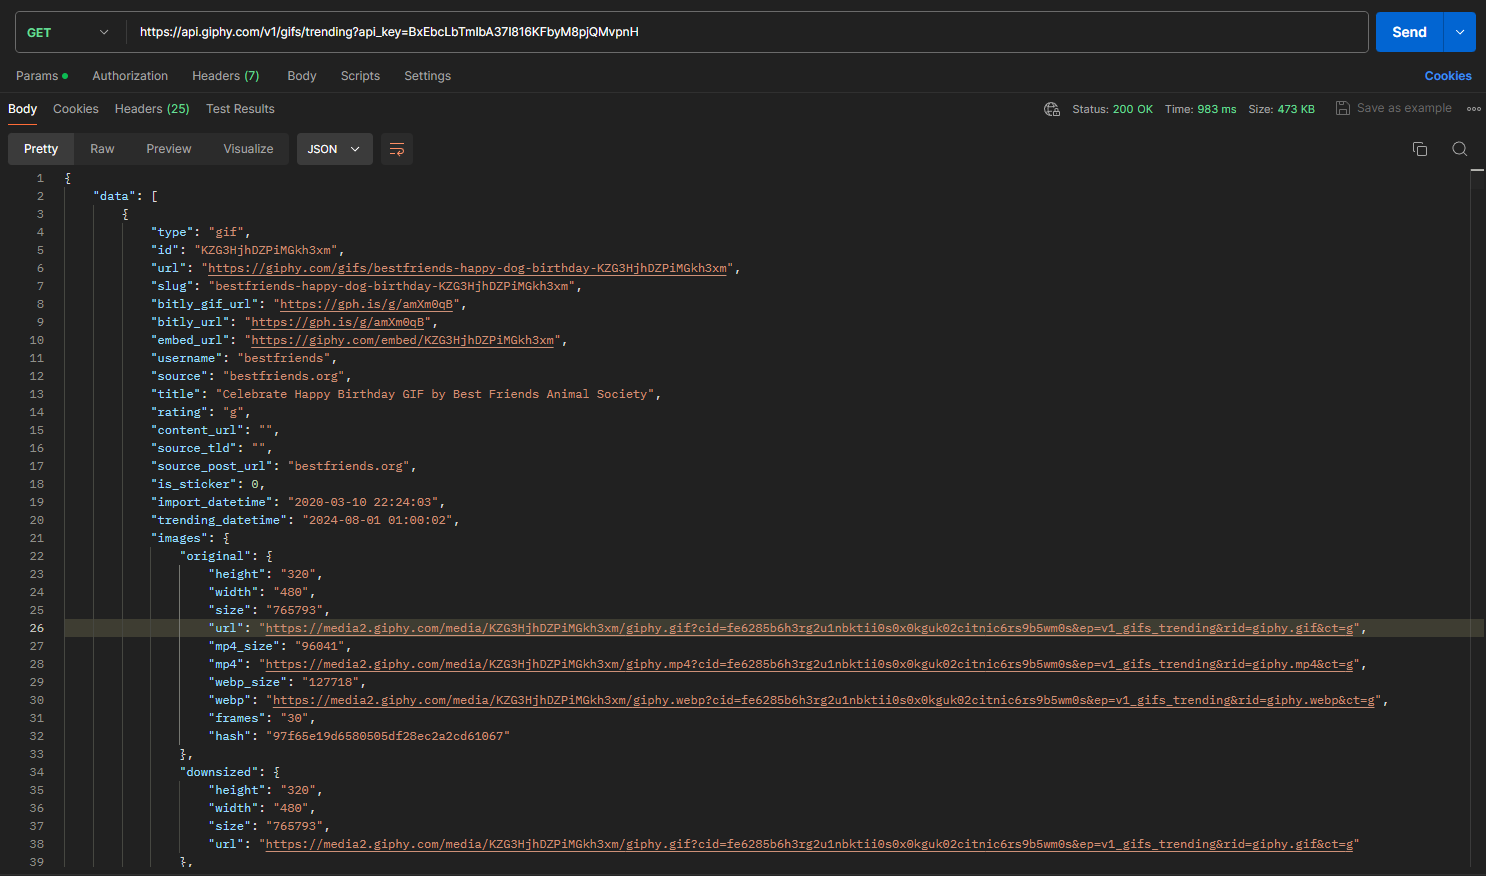 GET https://api.giphy.com/v1/gifs/trending?api_key=BxEbcLbTmIbA37I816KFbyM8pjQMvpnH Send
Params Authorization Headers (7) Body Scripts Settings Cookies
Body Cookies Headers (25) Test Results Status: 200 OK Time: 983 ms Size: 473 KB Save as example
Pretty Raw Preview Visualize JSON
1 {
2 "data": [
3 {
4 "type": "gif",
5 "id": "KZG3HjhDZPiMGkh3xm",
6 "url": "https://giphy.com/gifs/bestfriends-happy-dog-birthday-KZG3HjhDZPiMGkh3xm",
7 "slug": "bestfriends-happy-dog-birthday-KZG3HjhDZPiMGkh3xm",
8 "bitly_gif_url": "https://gph.is/g/amXm0qB",
9 "bitly_url": "https://gph.is/g/amXm0qB",
10 "embed_url": "https://giphy.com/embed/KZG3HjhDZPiMGkh3xm",
11 "username": "bestfriends",
12 "source": "bestfriends.org",
13 "title": "Celebrate Happy Birthday GIF by Best Friends Animal Society",
14 "rating": "g",
15 "content_url": "",
16 "source_tld": "",
17 "source_post_url": "bestfriends.org",
18 "is_sticker": 0,
19 "import_datetime": "2020-03-10 22:24:03",
20 "trending_datetime": "2024-08-01 01:00:02",
21 "images": {
22 "original": {
23 "height": "320",
24 "width": "480",
25 "size": "765793",
26 "url": "https://media2.giphy.com/media/KZG3HjhDZPiMGkh3xm/giphy.gif?cid=fe6285b6h3rg2u1nbktii0s0x0kguk02citnic6rs9b5wm0s&ep=v1_gifs_trending&rid=giphy.gif&ct=g",
27 "mp4_size": "96041",
28 "mp4": "https://media2.giphy.com/media/KZG3HjhDZPiMGkh3xm/giphy.mp4?cid=fe6285b6h3rg2u1nbktii0s0x0kguk02citnic6rs9b5wm0s&ep=v1_gifs_trending&rid=giphy.mp4&ct=g",
29 "webp_size": "127718",
30 "webp": "https://media2.giphy.com/media/KZG3HjhDZPiMGkh3xm/giphy.webp?cid=fe6285b6h3rg2u1nbktii0s0x0kguk02citnic6rs9b5wm0s&ep=v1_gifs_trending&rid=giphy.webp&ct=g",
31 "frames": "30",
32 "hash": "97f65e19d6580505df28ec2a2cd61067"
33 },
34 "downsized": {
35 "height": "320",
36 "width": "480",
37 "size": "765793",
38 "url": "https://media2.giphy.com/media/KZG3HjhDZPiMGkh3xm/giphy.gif?cid=fe6285b6h3rg2u1nbktii0s0x0kguk02citnic6rs9b5wm0s&ep=v1_gifs_trending&rid=giphy.gif&ct=g"
39 },